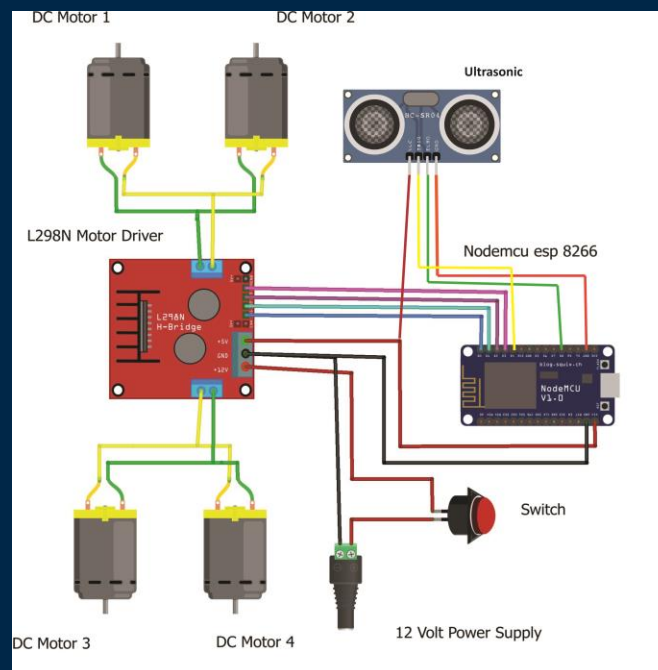 DC Motor 1
DC Motor 2
Ultrasonic
HC-SR04
L298N Motor Driver
Nodemcu esp 8266
L298N
H-Bridge
+5V
GND
+12V
NodeMCU
V1.0
Switch
12 Volt Power Supply
DC Motor 3
DC Motor 4